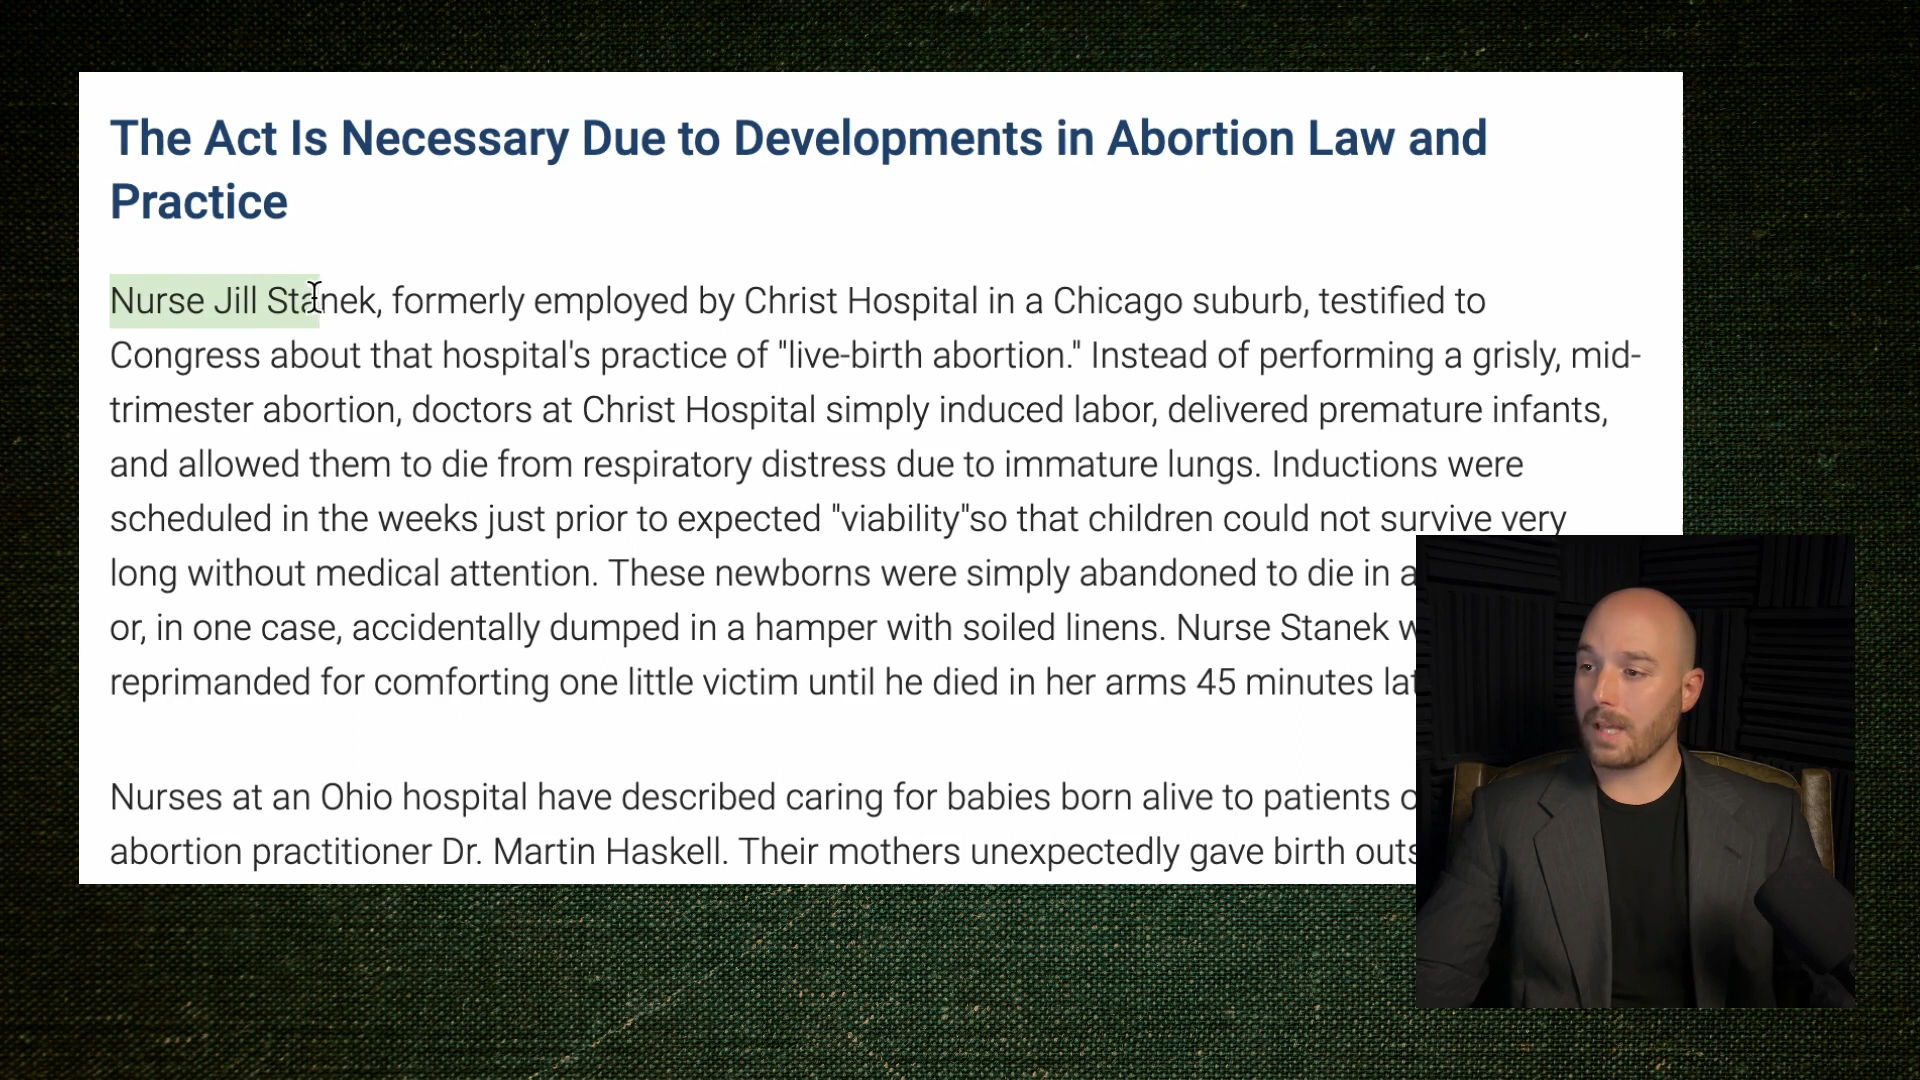 The Act Is Necessary Due to Developments in Abortion Law and
Practice
Nurse Jill Stanek, formerly employed by Christ Hospital in a Chicago suburb, testified to
Congress about that hospital's practice of "live-birth abortion." Instead of performing a grisly, mid-
trimester abortion, doctors at Christ Hospital simply induced labor, delivered premature infants,
and allowed them to die from respiratory distress due to immature lungs. Inductions were
scheduled in the weeks just prior to expected "viability"so that children could not survive very
long without medical attention. These newborns were simply abandoned to die in a
or, in one case, accidentally dumped in a hamper with soiled linens. Nurse Stanek
reprimanded for comforting one little victim until he died in her arms 45 minutes
Nurses at an Ohio hospital have described caring for babies born alive to patients
abortion practitioner Dr. Martin Haskell. Their mothers unexpectedly gave birth